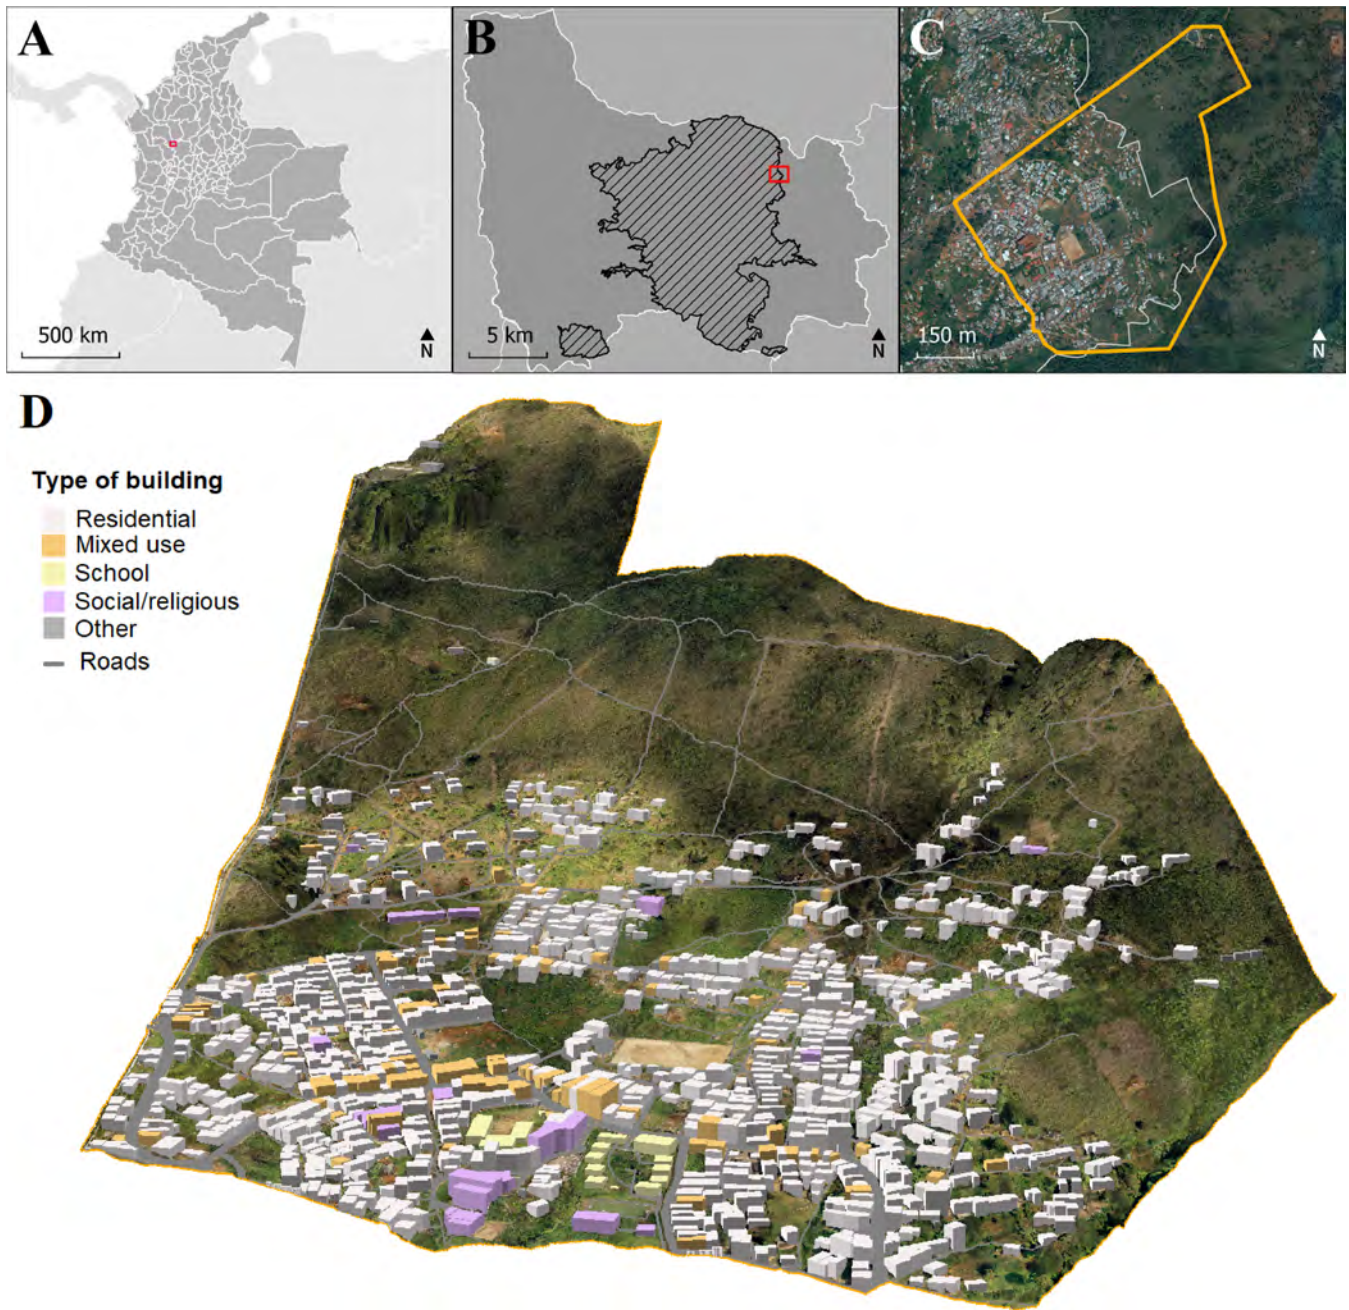 A
500 km
N
B
5 km
N
C
150 m
N
D
Type of building
Residential
Mixed use
School
Social/religious
Other
Roads